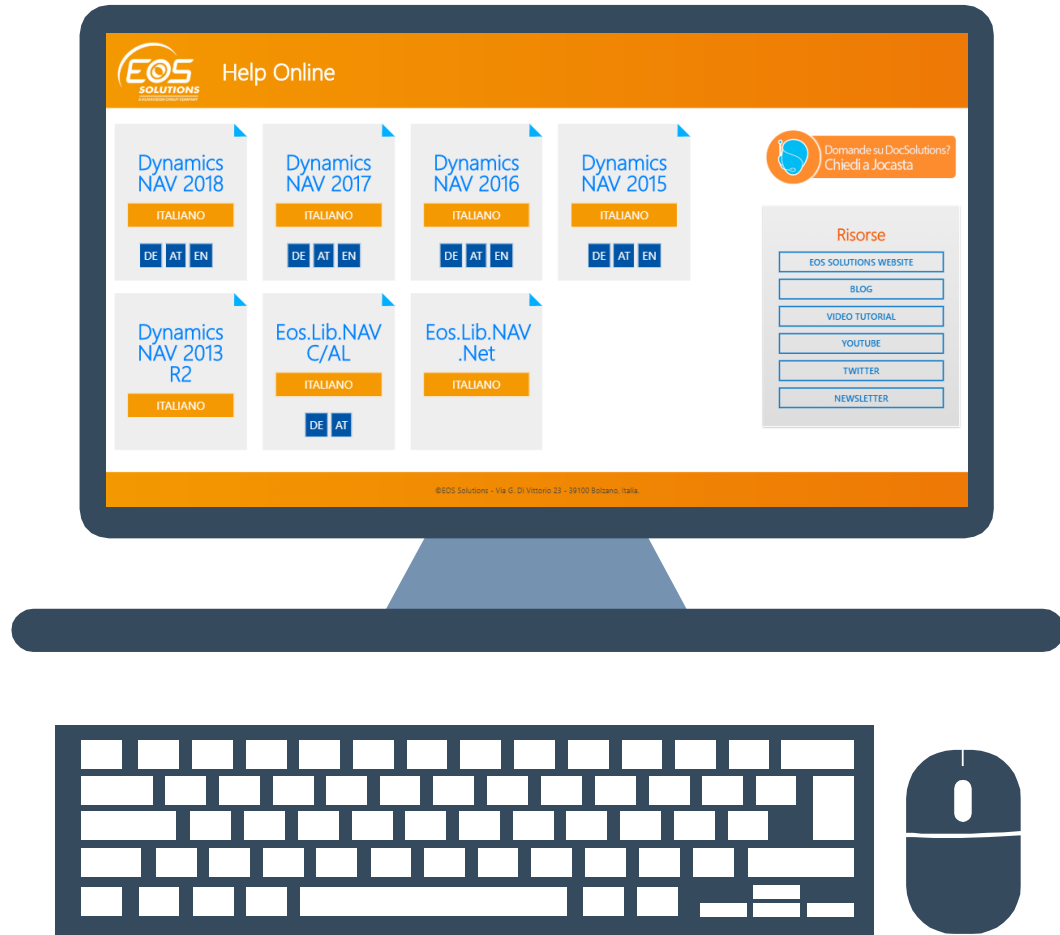 EOS
SOLUTIONS
Help Online
Dynamics
NAV 2018
ITALIANO
DE AT EN
Dynamics
NAV 2017
ITALIANO
DE AT EN
Dynamics
NAV 2016
ITALIANO
DE AT EN
Dynamics
NAV 2015
ITALIANO
DE AT EN
Dynamics
NAV 2013
R2
ITALIANO
Eos.Lib.NAV
C/AL
ITALIANO
DE AT
Eos.Lib.NAV
.Net
ITALIANO
Domande su DocSolutions?
Chiedi a Jocasta
Risorse
EOS SOLUTIONS WEBSITE
BLOG
VIDEO TUTORIAL
YOUTUBE
TWITTER
NEWSLETTER
©EOS Solutions - Via G. Di Vittorio 23 - 39100 Bolzano, Italia.